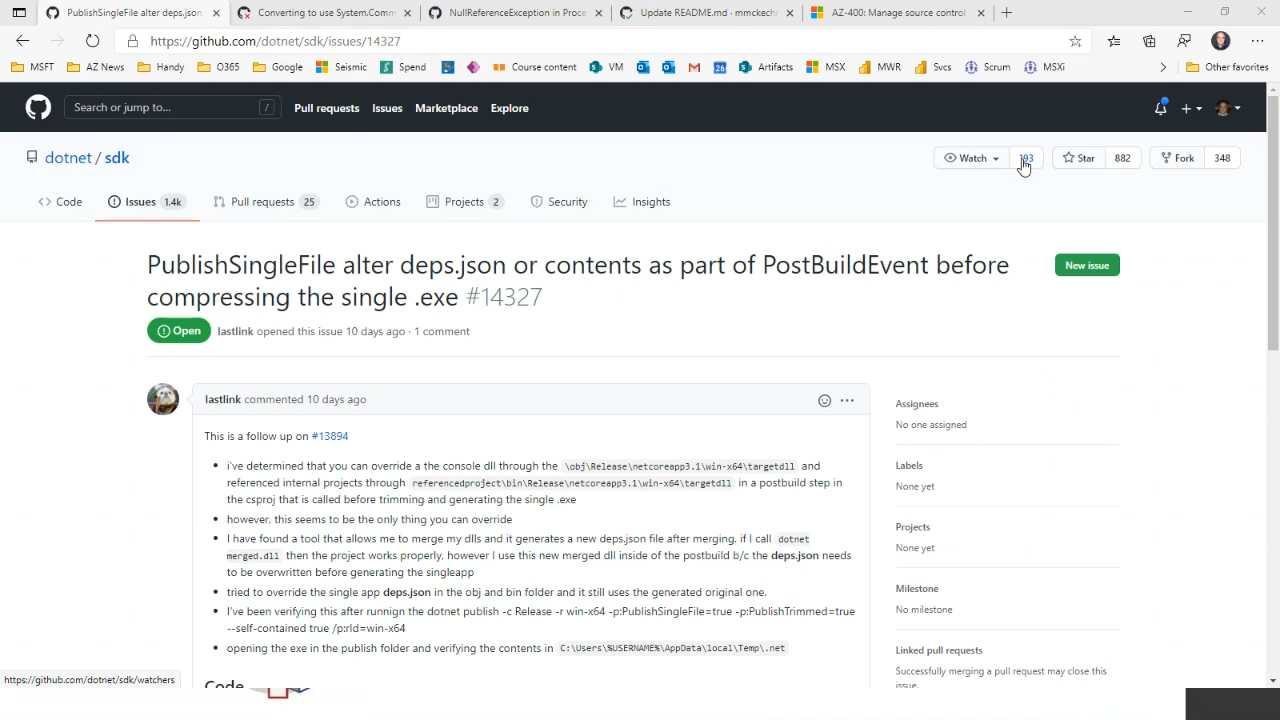 PublishSingleFile alter deps.json
Converting to use System.Comm
NullReferenceException in Proce
Update README.md · mmckechn
AZ-400: Manage source control
https://github.com/dotnet/sdk/issues/14327
MSFT
AZ News
Handy
O365
Google
Seismic
Spend
Course content
VM
26
Artifacts
MSX
MWR
Svcs
Scrum
MSXi
Other favorites
Search or jump to...
/
Pull requests
Issues
Marketplace
Explore
dotnet / sdk
Watch
193
Star
882
Fork
348
Code
Issues 1.4k
Pull requests 25
Actions
Projects 2
Security
Insights
PublishSingleFile alter deps.json or contents as part of PostBuildEvent before
compressing the single .exe #14327
New issue
Open
lastlink opened this issue 10 days ago · 1 comment
lastlink commented 10 days ago
This is a follow up on #13894
i've determined that you can override a the console dll through the \obj\Release\netcoreapp3.1\win-x64\targetdll and
referenced internal projects through referencedproject\bin\Release\netcoreapp3.1\win-x64\targetdll in a postbuild step in
the csproj that is called before trimming and generating the single .exe
however, this seems to be the only thing you can override
I have found a tool that allows me to merge my dlls and it generates a new deps.json file after merging. if I call dotnet
merged.dll then the project works properly, however I use this new merged dll inside of the postbuild b/c the deps.json needs
to be overwritten before generating the singleapp
tried to override the single app deps.json in the obj and bin folder and it still uses the generated original one.
I've been verifying this after runnign the dotnet publish -c Release -r win-x64 -p:PublishSingleFile=true -p:PublishTrimmed=true
--self-contained true /p:rId=win-x64
opening the exe in the publish folder and verifying the contents in C:\Users\%USERNAME%\AppData\local\Temp\.net
Code
Assignees
No one assigned
Labels
None yet
Projects
None yet
Milestone
No milestone
Linked pull requests
Successfully merging a pull request may close this
issue.
https://github.com/dotnet/sdk/watchers